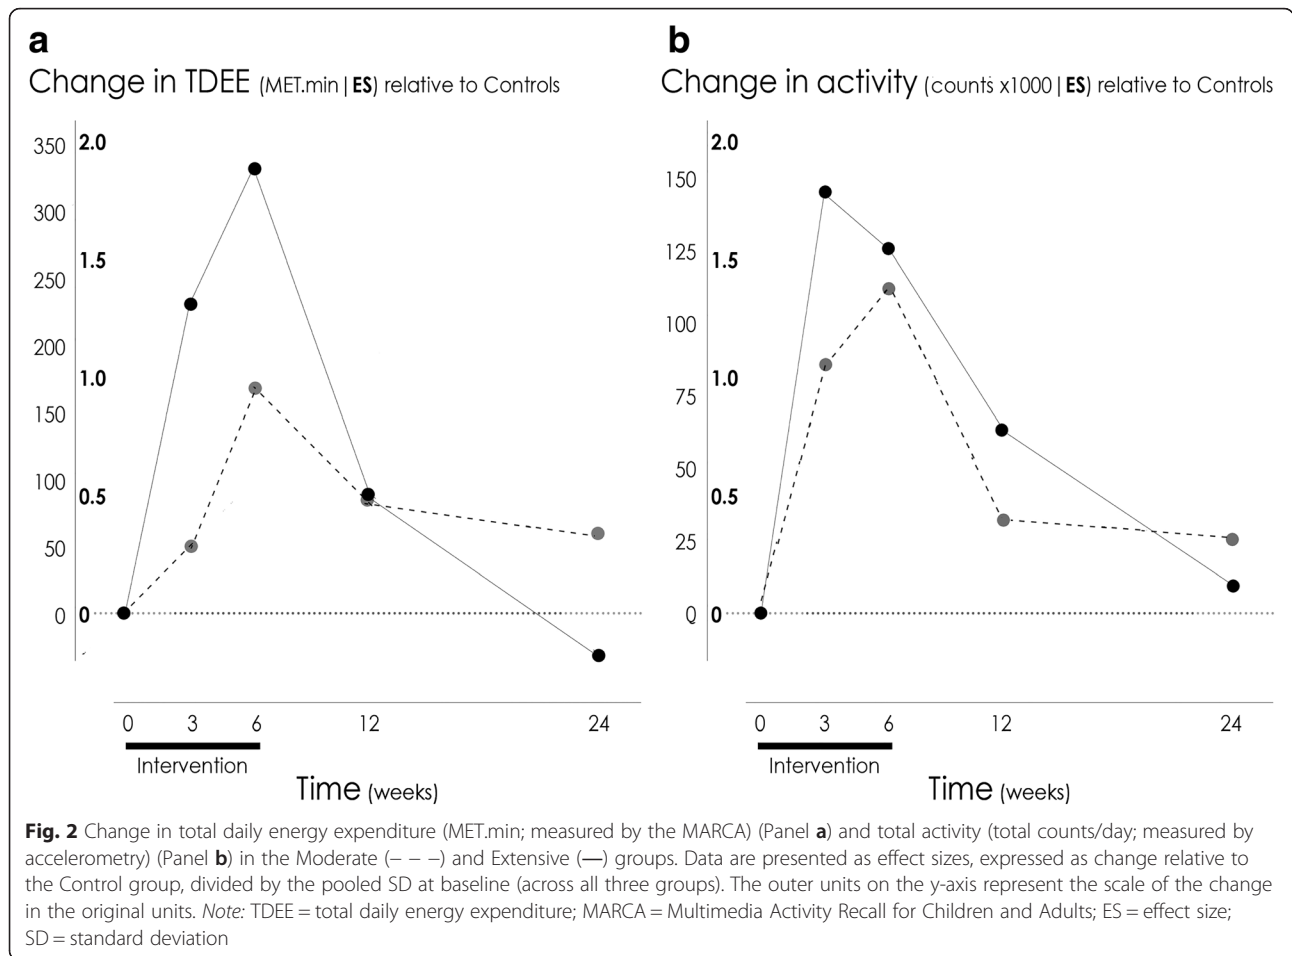 a
Change in TDEE (MET.min | ES) relative to Controls
350
300
250
200
150
100
50
0
2.0
1.5
1.0
0.5
0
0 3 6 12 24
Intervention
Time (weeks)
b
Change in activity (counts x1000 | ES) relative to Controls
150
125
100
75
50
25
0
2.0
1.5
1.0
0.5
0
0 3 6 12 24
Intervention
Time (weeks)
Fig. 2 Change in total daily energy expenditure (MET.min; measured by the MARCA) (Panel a) and total activity (total counts/day; measured by
accelerometry) (Panel b) in the Moderate (– – –) and Extensive (—) groups. Data are presented as effect sizes, expressed as change relative to
the Control group, divided by the pooled SD at baseline (across all three groups). The outer units on the y-axis represent the scale of the change
in the original units. Note: TDEE = total daily energy expenditure; MARCA = Multimedia Activity Recall for Children and Adults; ES = effect size;
SD = standard deviation